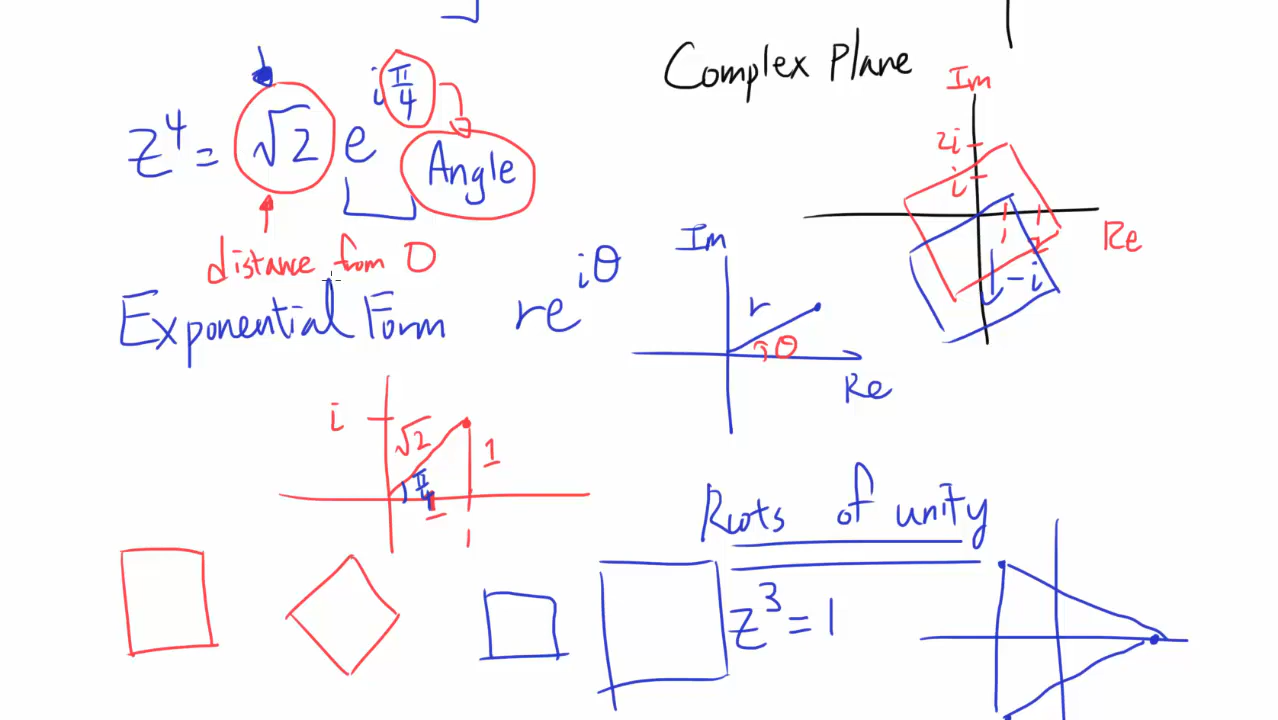 z⁴ = √2 e^{iπ/4}
Angle
distance from 0
Exponential Form re^{iθ}
Complex Plane
Im
2i
i
Re
-i
Im
r
θ
Re
i
√2
1
π/4
1
Roots of unity
z³ = 1